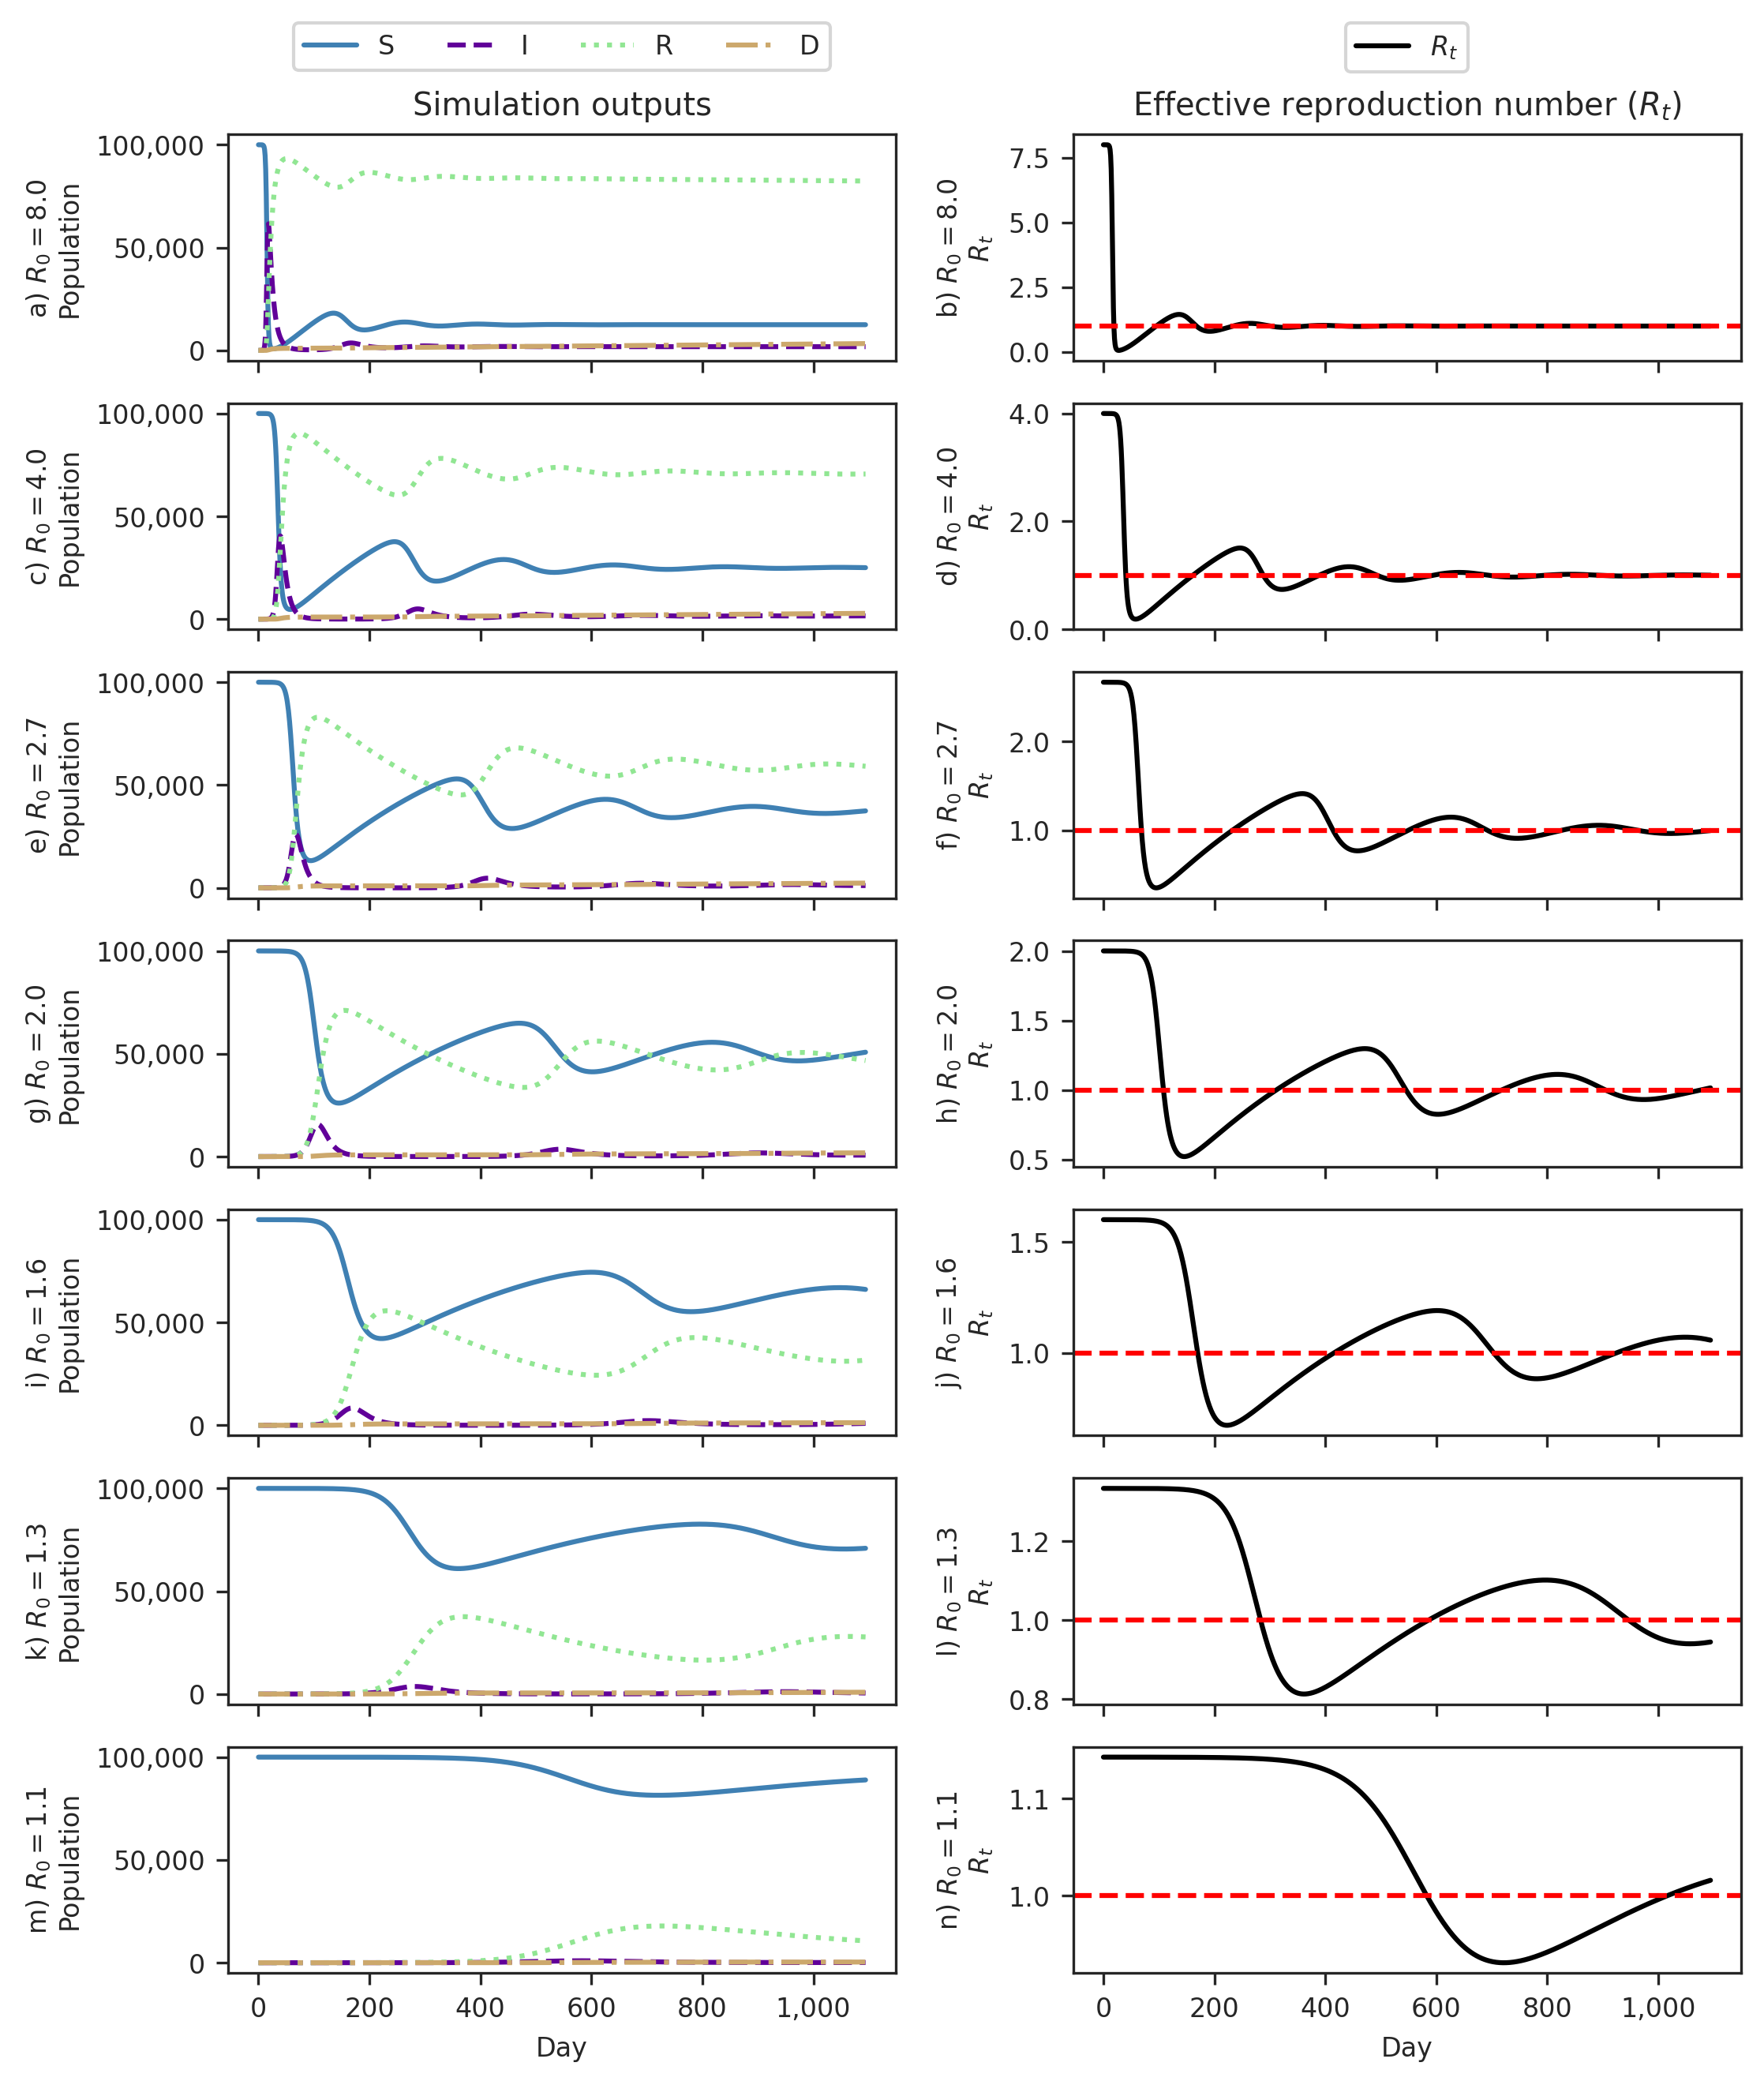 S I R D
R_t
Simulation outputs
Effective reproduction number (R_t)
a) R_0 = 8.0
Population
100,000
50,000
0
b) R_0 = 8.0
R_t
7.5
5.0
2.5
0.0
c) R_0 = 4.0
Population
100,000
50,000
0
d) R_0 = 4.0
R_t
4.0
2.0
0.0
e) R_0 = 2.7
Population
100,000
50,000
0
f) R_0 = 2.7
R_t
2.0
1.0
g) R_0 = 2.0
Population
100,000
50,000
0
h) R_0 = 2.0
R_t
2.0
1.5
1.0
0.5
i) R_0 = 1.6
Population
100,000
50,000
0
j) R_0 = 1.6
R_t
1.5
1.0
k) R_0 = 1.3
Population
100,000
50,000
0
l) R_0 = 1.3
R_t
1.2
1.0
0.8
m) R_0 = 1.1
Population
100,000
50,000
0
0 200 400 600 800 1,000
Day
n) R_0 = 1.1
R_t
1.1
1.0
0 200 400 600 800 1,000
Day